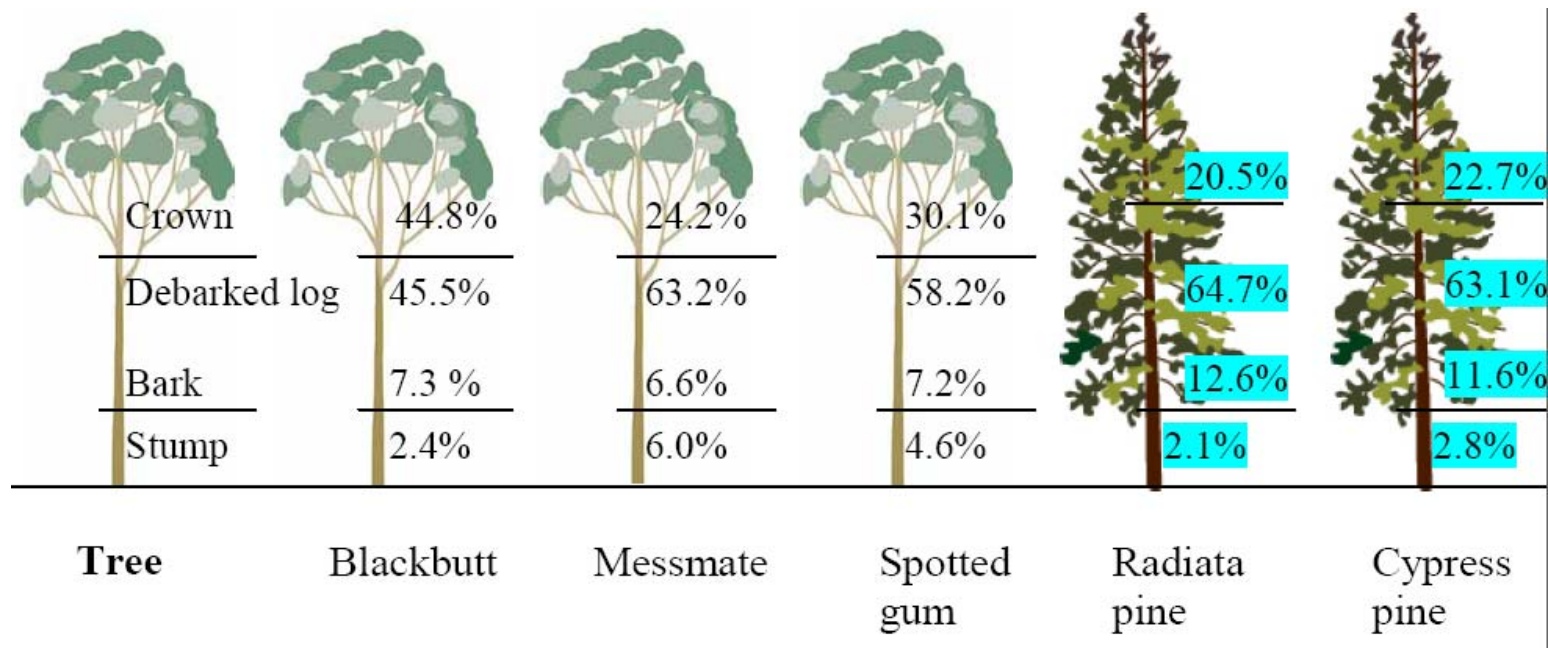 20.5% 22.7%
Crown 44.8% 24.2% 30.1%
Debarked log 45.5% 63.2% 58.2% 64.7% 63.1%
Bark 7.3 % 6.6% 7.2% 12.6% 11.6%
Stump 2.4% 6.0% 4.6% 2.1% 2.8%
Tree Blackbutt Messmate Spotted Radiata Cypress
gum pine pine